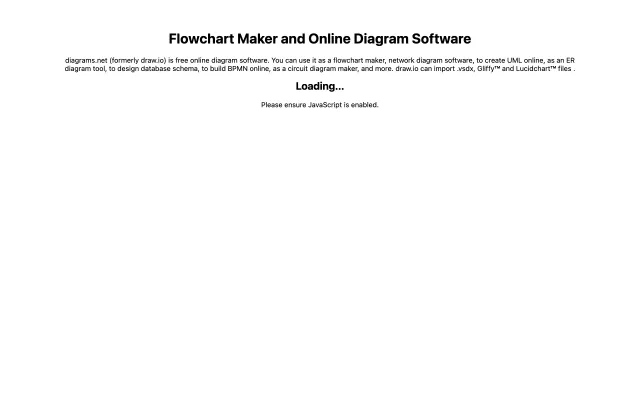 Flowchart Maker and Online Diagram Software
diagrams.net (formerly draw.io) is free online diagram software. You can use it as a flowchart maker, network diagram software, to create UML online, as an ER
diagram tool, to design database schema, to build BPMN online, as a circuit diagram maker, and more. draw.io can import .vsdx, Gliffy™ and Lucidchart™ files .
Loading...
Please ensure JavaScript is enabled.